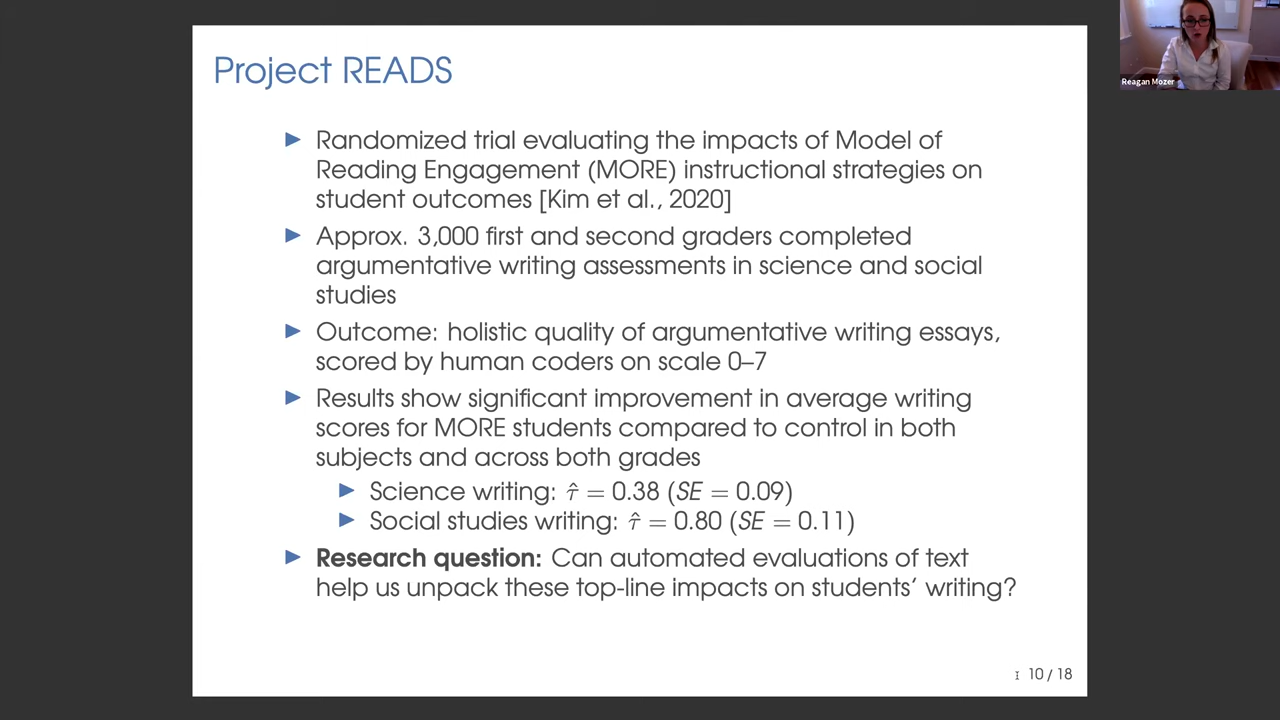 Project READS
► Randomized trial evaluating the impacts of Model of
Reading Engagement (MORE) instructional strategies on
student outcomes [Kim et al., 2020]
► Approx. 3,000 first and second graders completed
argumentative writing assessments in science and social
studies
► Outcome: holistic quality of argumentative writing essays,
scored by human coders on scale 0–7
► Results show significant improvement in average writing
scores for MORE students compared to control in both
subjects and across both grades
► Science writing: τ̂ = 0.38 (SE = 0.09)
► Social studies writing: τ̂ = 0.80 (SE = 0.11)
► Research question: Can automated evaluations of text
help us unpack these top-line impacts on students’ writing?
10 / 18
Reagan Mozer